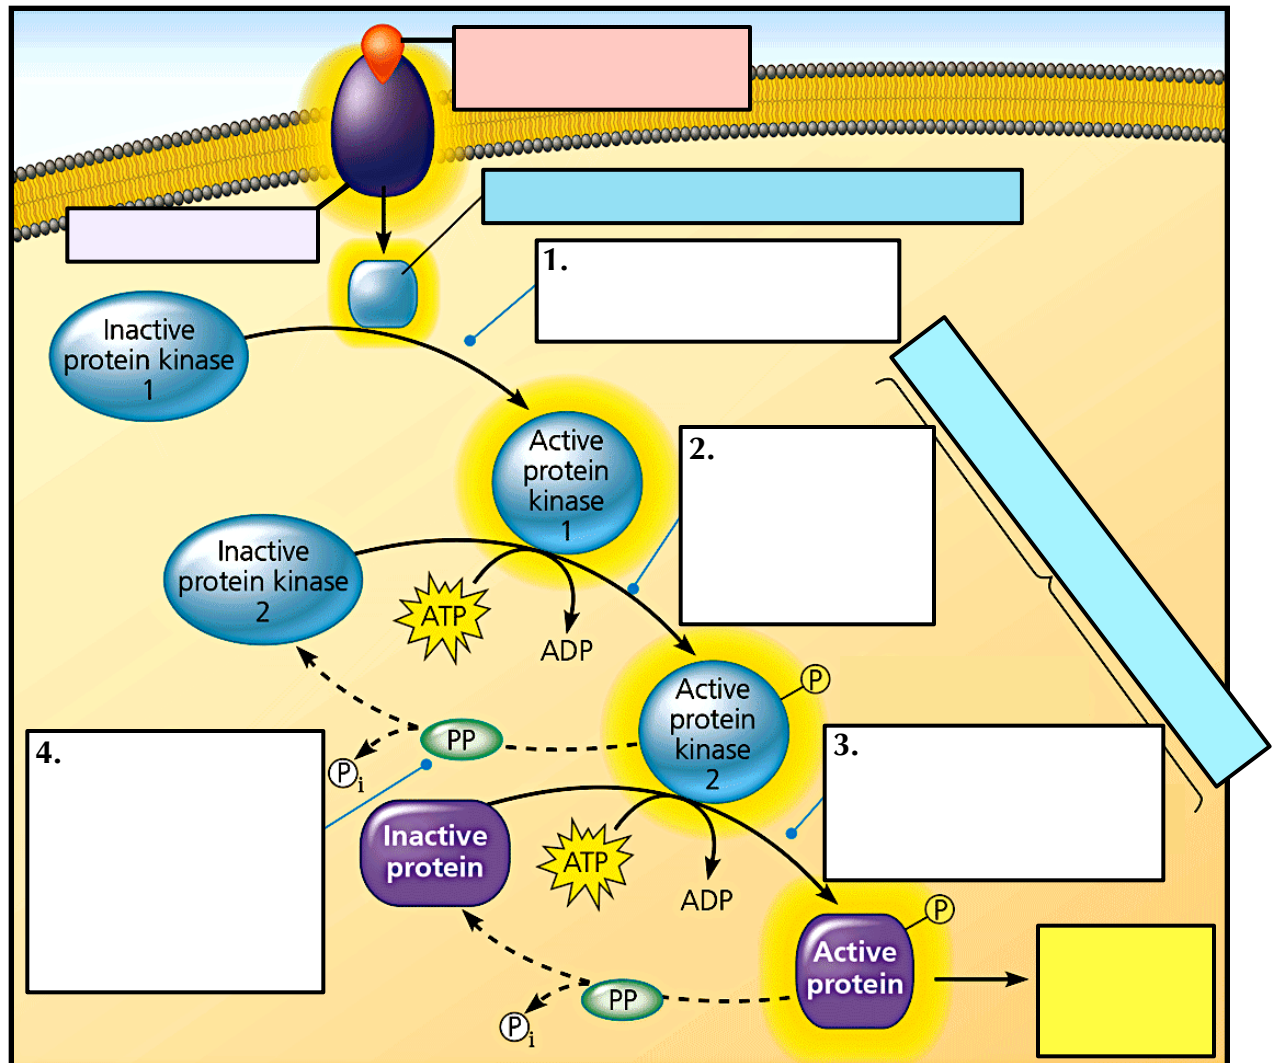 1.
Inactive
protein kinase
1
Active
protein
kinase
1
2.
Inactive
protein kinase
2
ATP
ADP
Active
protein
kinase
2
P
PP
Pi
3.
4.
Inactive
protein
ATP
ADP
P
Active
protein
PP
Pi